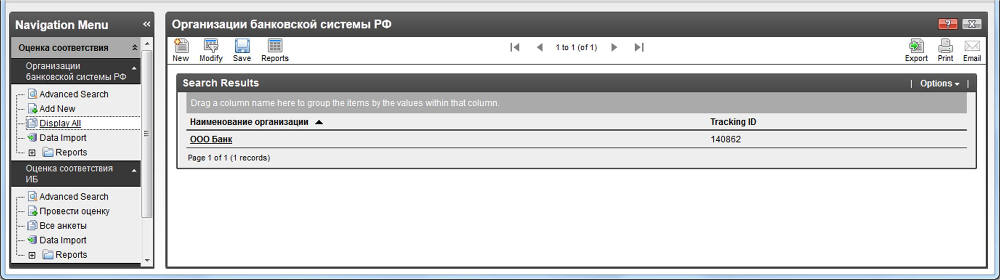 Navigation Menu «
Оценка соответствия
Организации
банковской системы РФ
Advanced Search
Add New
Display All
Data Import
Reports
Оценка соответствия
ИБ
Advanced Search
Провести оценку
Все анкеты
Data Import
Reports
Организации банковской системы РФ
? X
New Modify Save Reports
1 to 1 (of 1)
Export Print Email
Search Results
| Options |
Drag a column name here to group the items by the values within that column.
Наименование организации Tracking ID
ООО Банк 140862
Page 1 of 1 (1 records)